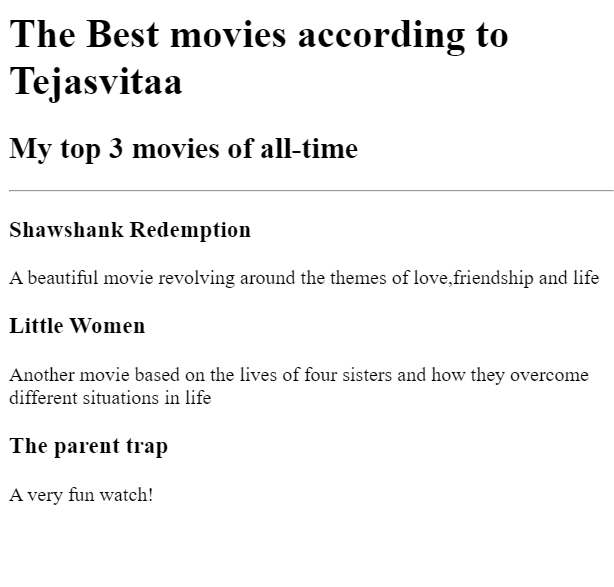 The Best movies according to
Tejasvitaa
My top 3 movies of all-time
Shawshank Redemption
A beautiful movie revolving around the themes of love,friendship and life
Little Women
Another movie based on the lives of four sisters and how they overcome
different situations in life
The parent trap
A very fun watch!